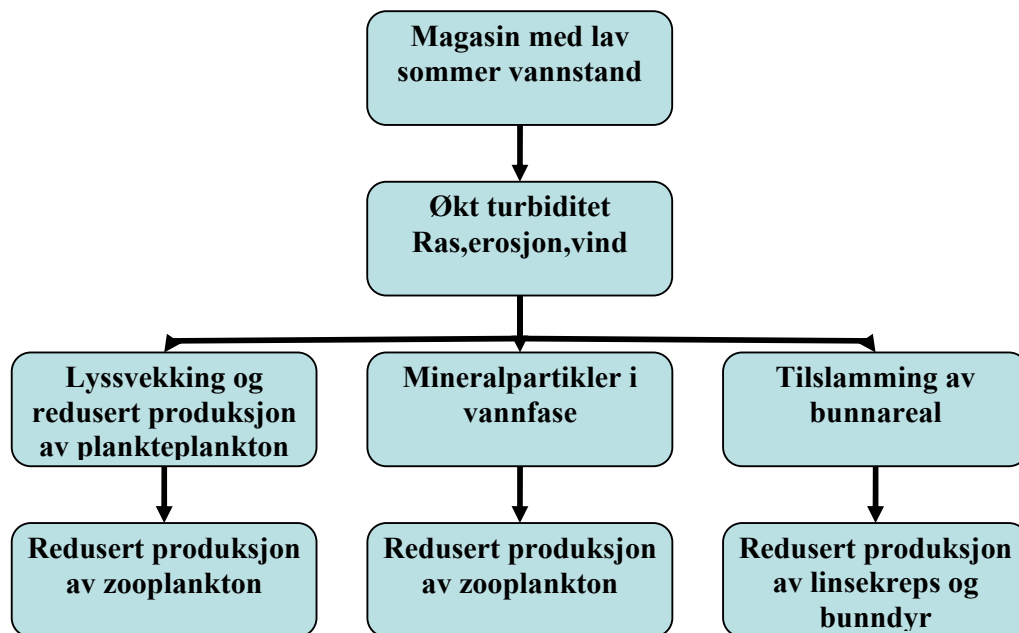 Magasin med lav
sommer vannstand
Økt turbiditet
Ras,erosjon,vind
Lyssvekking og
redusert produksjon
av plankteplankton
Mineralpartikler i
vannfase
Tilslamming av
bunnareal
Redusert produksjon
av zooplankton
Redusert produksjon
av zooplankton
Redusert produksjon
av linsekreps og
bunndyr